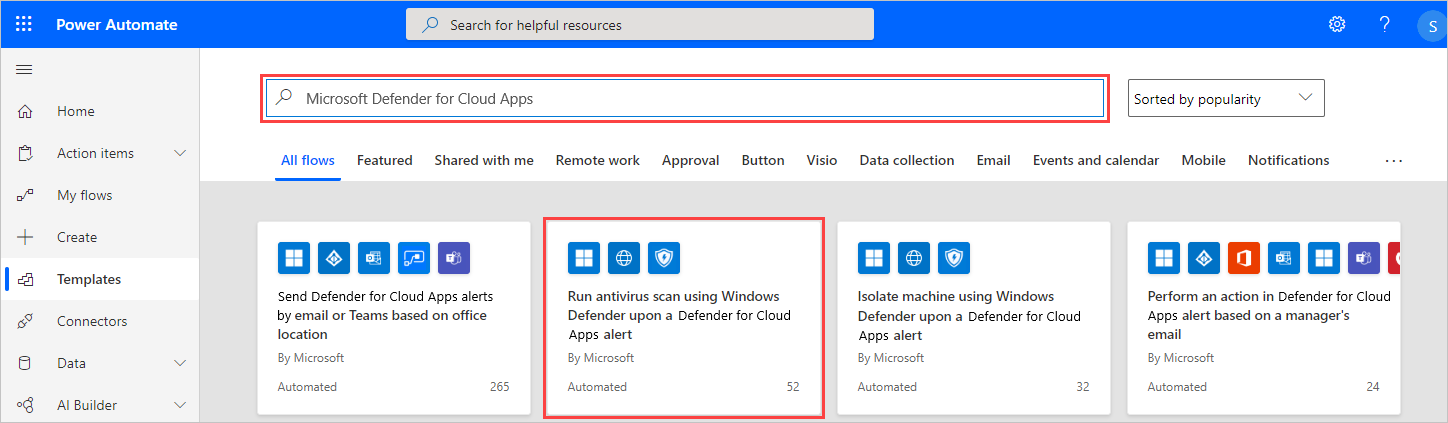 Power Automate
Search for helpful resources
?
S
Home
Action items
My flows
Create
Templates
Connectors
Data
AI Builder
Microsoft Defender for Cloud Apps
Sorted by popularity
All flows Featured Shared with me Remote work Approval Button Visio Data collection Email Events and calendar Mobile Notifications ...
Send Defender for Cloud Apps alerts
by email or Teams based on office
location
By Microsoft
Automated 265
Run antivirus scan using Windows
Defender upon a Defender for Cloud
Apps alert
By Microsoft
Automated 52
Isolate machine using Windows
Defender upon a Defender for Cloud
Apps alert
By Microsoft
Automated 32
Perform an action in Defender for Cloud
Apps alert based on a manager's
email
By Microsoft
Automated 24